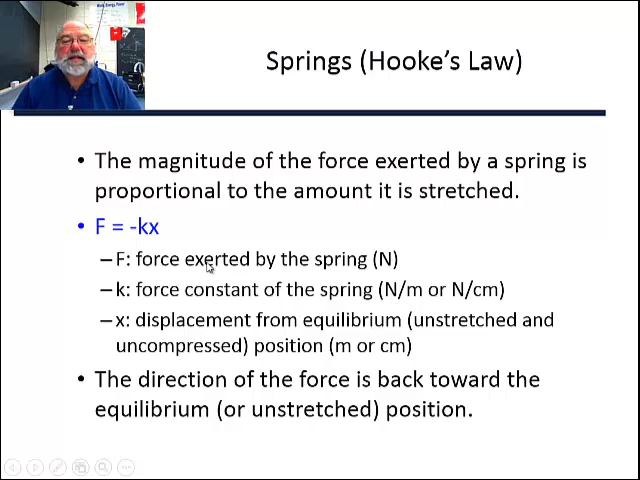 Springs (Hooke's Law)
• The magnitude of the force exerted by a spring is
proportional to the amount it is stretched.
• F = -kx
– F: force exerted by the spring (N)
– k: force constant of the spring (N/m or N/cm)
– x: displacement from equilibrium (unstretched and
uncompressed) position (m or cm)
• The direction of the force is back toward the
equilibrium (or unstretched) position.